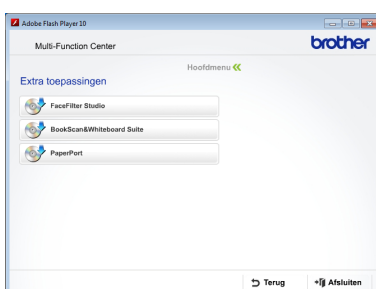 Adobe Flash Player 10
Multi-Function Center
brother
Hoofdmenu
Extra toepassingen
FaceFilter Studio
BookScan&Whiteboard Suite
PaperPort
Terug
Afsluiten